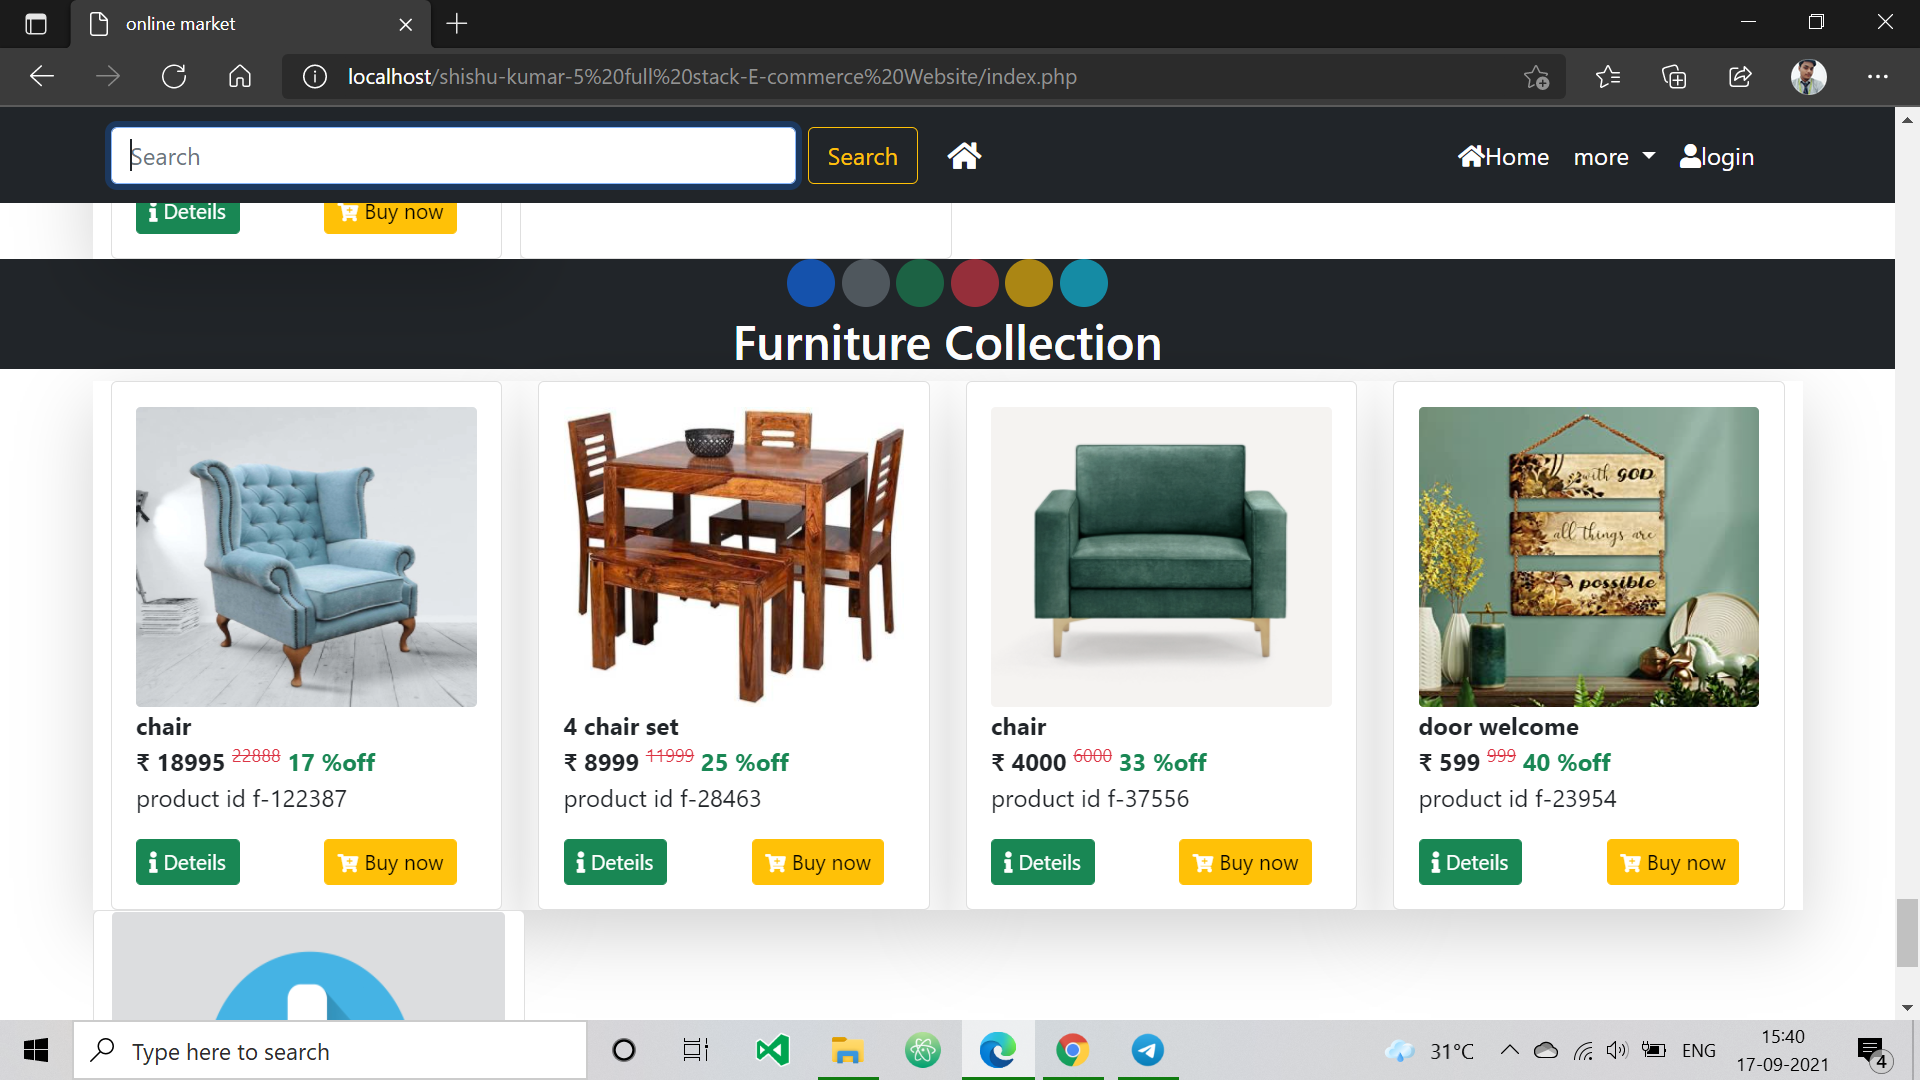 online market
localhost/shishu-kumar-5%20full%20stack-E-commerce%20Website/index.php
Search
Search
Home
more
login
Deteils
Buy now
Furniture Collection
with GOD
all things are
possible
chair
₹ 18995 22888 17 %off
product id f-122387
Deteils
Buy now
4 chair set
₹ 8999 11999 25 %off
product id f-28463
Deteils
Buy now
chair
₹ 4000 6000 33 %off
product id f-37556
Deteils
Buy now
door welcome
₹ 599 999 40 %off
product id f-23954
Deteils
Buy now
Type here to search
31°C
ENG
15:40
17-09-2021
4